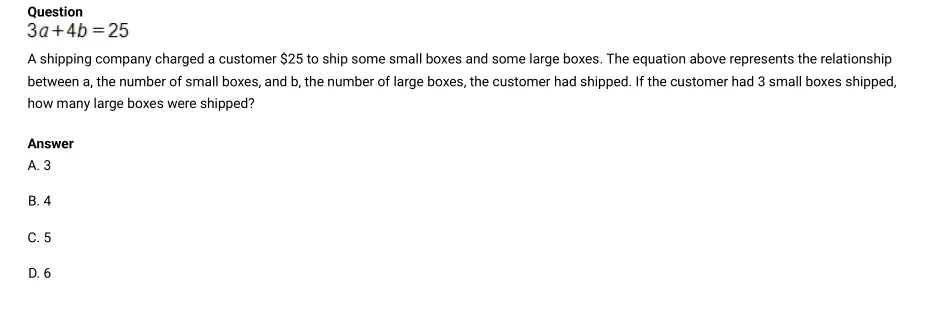 Question
3a+4b=25
A shipping company charged a customer $25 to ship some small boxes and some large boxes. The equation above represents the relationship
between a, the number of small boxes, and b, the number of large boxes, the customer had shipped. If the customer had 3 small boxes shipped,
how many large boxes were shipped?
Answer
A. 3
B. 4
C. 5
D. 6